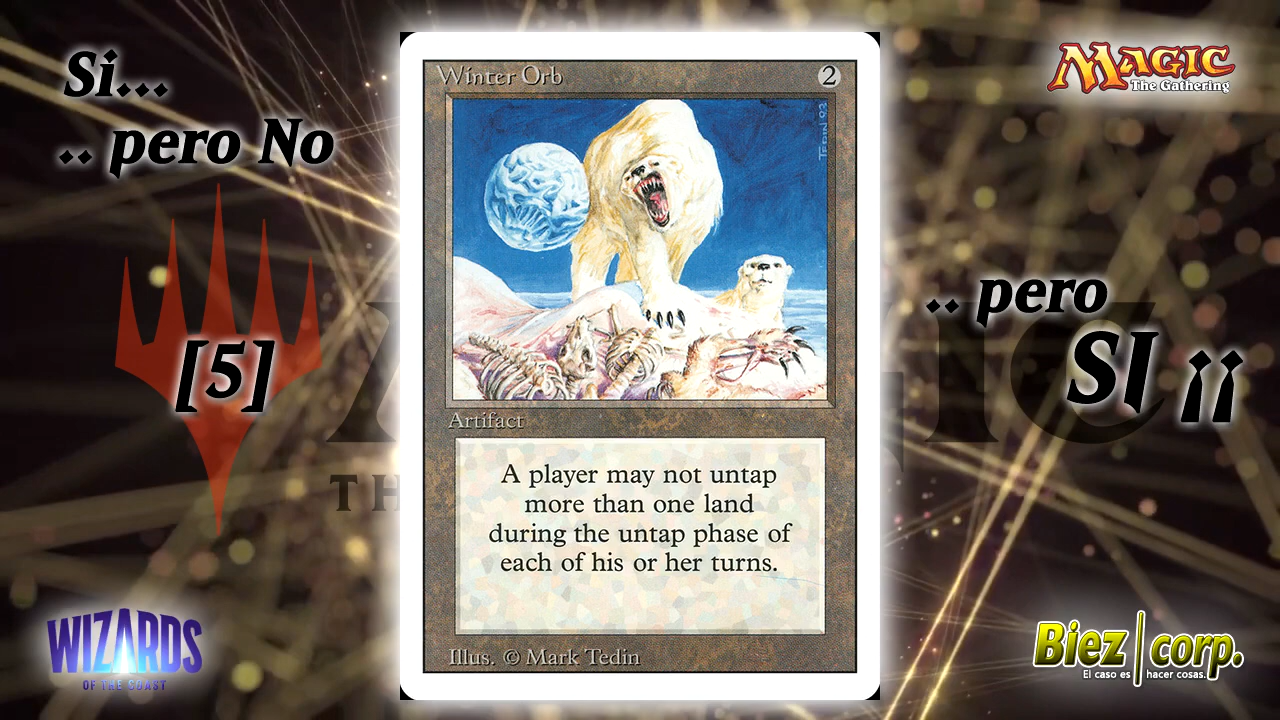 Si...
.. pero No
[5]
WIZARDS
OF THE COAST
Winter Orb
2
TEDIN 93
Artifact
A player may not untap
more than one land
during the untap phase of
each of his or her turns.
Illus. © Mark Tedin
MAGIC
The Gathering
.. pero
SI ¡¡
Biez corp.
El caso es hacer cosas.